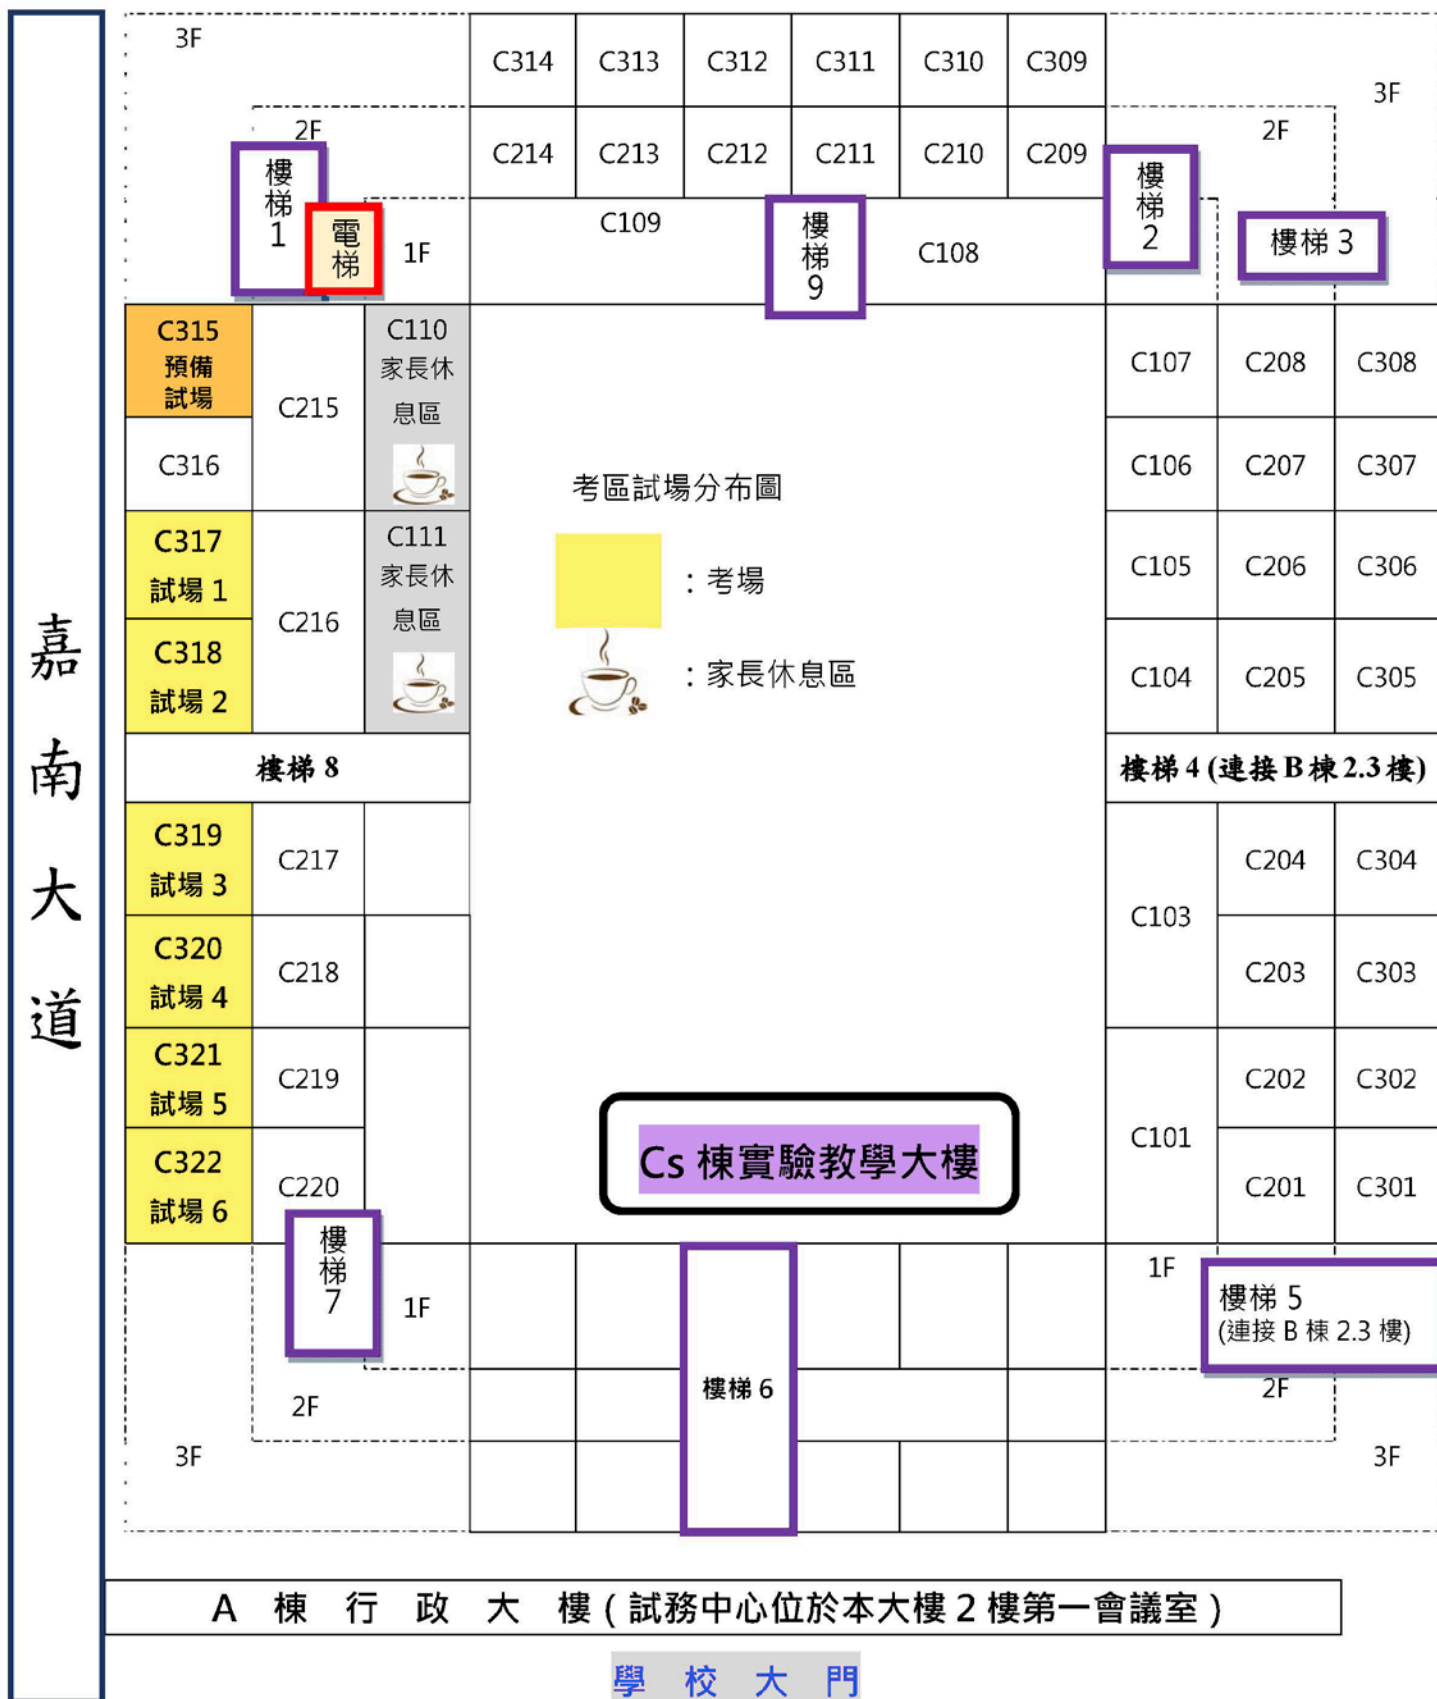 3F
C314 C313 C312 C311 C310 C309
3F
2F
2F
C214 C213 C212 C211 C210 C209
樓梯1
電梯
1F
C109
樓梯9
C108
樓梯2
樓梯 3
C315
預備
試場
C215
C110
家長休
息區
C107 C208 C308
C316
C106 C207 C307
考區試場分布圖
C317
試場 1
C216
C111
家長休
息區
：考場
C105 C206 C306
C318
試場 2
：家長休息區
C104 C205 C305
樓梯 8
樓梯 4 (連接 B 棟 2.3 樓)
C319
試場 3
C217
C103
C204 C304
C320
試場 4
C218
C203 C303
C321
試場 5
C219
C101
C202 C302
C322
試場 6
C220
C201 C301
Cs 棟實驗教學大樓
樓梯7
1F
樓梯 6
1F
樓梯 5
(連接 B 棟 2.3 樓)
2F
2F
3F
3F
嘉南大道
A 棟 行 政 大 樓 ( 試務中心位於本大樓 2 樓第一會議室 )
學 校 大 門